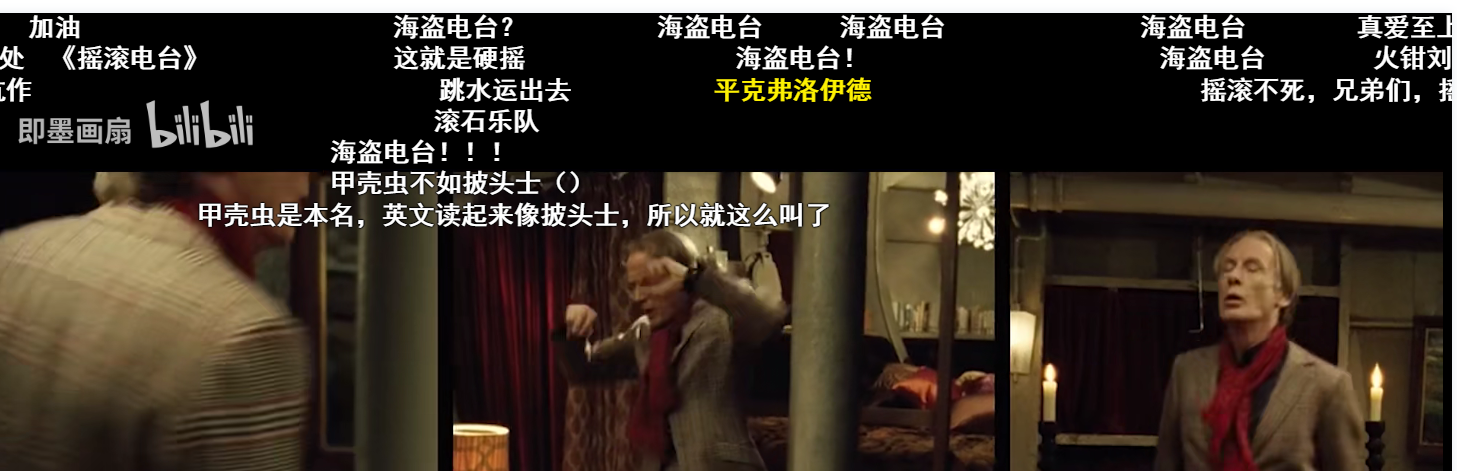 加油 海盗电台？ 海盗电台 海盗电台 海盗电台 真爱至上
处 《摇滚电台》 这就是硬摇 海盗电台！ 海盗电台 火钳刘
作 跳水运出去 平克弗洛伊德 摇滚不死，兄弟们，摇
即墨画扇 bilibili 滚石乐队
海盗电台！！！
甲壳虫不如披头士（）
甲壳虫是本名，英文读起来像披头士，所以就这么叫了